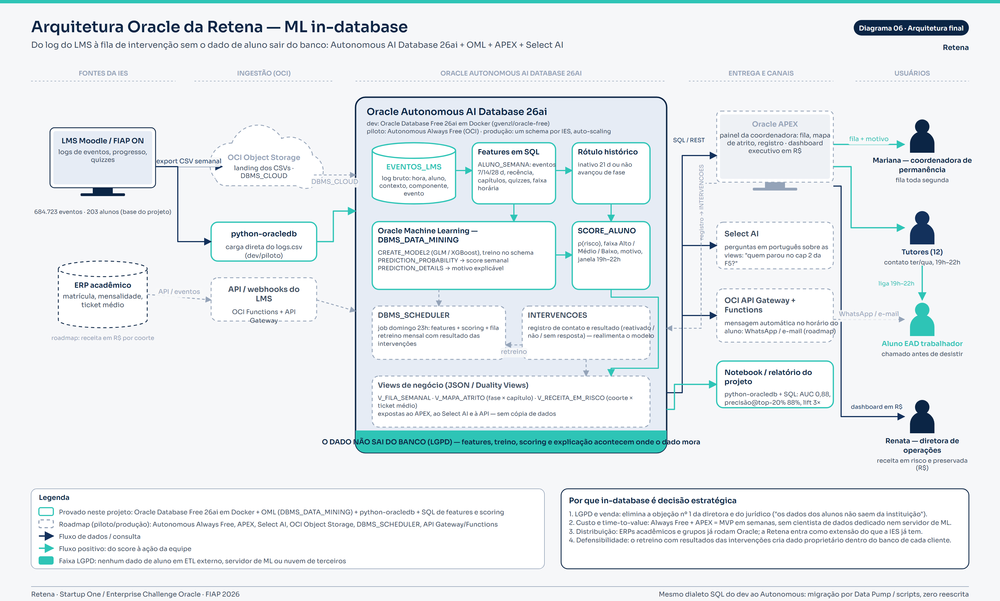 Arquitetura Oracle da Retena — ML in-database
Do log do LMS à fila de intervenção sem o dado de aluno sair do banco: Autonomous AI Database 26ai + OML + APEX + Select AI
Diagrama 06 · Arquitetura final
Retena
FONTES DA IES
INGESTÃO (OCI)
ORACLE AUTONOMOUS AI DATABASE 26AI
ENTREGA E CANAIS
USUÁRIOS
LMS Moodle / FIAP ON
logs de eventos, progresso,
quizzes
684.723 eventos · 203 alunos (base do projeto)
export CSV semanal
ERP acadêmico
matrícula, mensalidade,
ticket médio
roadmap: receita em R$ por coorte
API / eventos
OCI Object Storage
landing dos CSVs ·
DBMS_CLOUD
DBMS_CLOUD
python-oracledb
carga direta do logs.csv
(dev/piloto)
API / webhooks do
LMS
OCI Functions + API
Gateway
Oracle Autonomous AI Database 26ai
dev: Oracle Database Free 26ai em Docker (gvenzl/oracle-free)
piloto: Autonomous Always Free (OCI) · produção: um schema por IES, auto-scaling
EVENTOS_LMS
log bruto: hora, aluno,
contexto, componente,
evento
Features em SQL
ALUNO_SEMANA: eventos
7/14/28 d, recência,
capítulos, quizzes, faixa
horária
Rótulo histórico
inativo 21 d ou não
avançou de fase
Oracle Machine Learning —
DBMS_DATA_MINING
CREATE_MODEL2 (GLM / XGBoost), treino no schema
PREDICTION_PROBABILITY → score semanal
PREDICTION_DETAILS → motivo explicável
SCORE_ALUNO
p(risco), faixa Alto /
Médio / Baixo, motivo,
janela 19h–22h
DBMS_SCHEDULER
job domingo 23h: features + scoring + fila
retreino mensal com resultado das
intervenções
retreino
INTERVENCOES
registro de contato e resultado (reativado /
não / sem resposta) — realimenta o modelo
Views de negócio (JSON / Duality Views)
V_FILA_SEMANAL · V_MAPA_ATRITO (fase × capítulo) · V_RECEITA_EM_RISCO (coorte ×
ticket médio)
expostas ao APEX, ao Select AI e à API — sem cópia de dados
O DADO NÃO SAI DO BANCO (LGPD) — features, treino, scoring e explicação acontecem onde o dado mora
SQL / REST
registro → INTERVENCOES
Oracle APEX
painel da coordenadora: fila, mapa
de atrito, registro · dashboard
executivo em R$
Select AI
perguntas em português sobre as
views: "quem parou no cap 2 da
F5?"
OCI API Gateway +
Functions
mensagem automática no horário do
aluno: WhatsApp / e-mail (roadmap)
Notebook / relatório do
projeto
python-oracledb + SQL: AUC 0,88,
precisão@top-20% 88%, lift 3×
fila + motivo
Mariana — coordenadora de
permanência
fila toda segunda
Tutores (12)
contato ter/qua, 19h–22h
liga 19h–22h
WhatsApp / e-mail
Aluno EAD trabalhador
chamado antes de desistir
dashboard em R$
Renata — diretora de
operações
receita em risco e preservada
(R$)
Legenda
Provado neste projeto: Oracle Database Free 26ai em Docker + OML (DBMS_DATA_MINING) + python-oracledb + SQL de features e scoring
Roadmap (piloto/produção): Autonomous Always Free, APEX, Select AI, OCI Object Storage, DBMS_SCHEDULER, API Gateway/Functions
Fluxo de dados / consulta
Fluxo positivo: do score à ação da equipe
Faixa LGPD: nenhum dado de aluno em ETL externo, servidor de ML ou nuvem de terceiros
Por que in-database é decisão estratégica
1. LGPD e venda: elimina a objeção nº 1 da diretora e do jurídico ("os dados dos alunos não saem da instituição").
2. Custo e time-to-value: Always Free + APEX = MVP em semanas, sem cientista de dados dedicado nem servidor de ML.
3. Distribuição: ERPs acadêmicos e grupos já rodam Oracle; a Retena entra como extensão do que a IES já tem.
4. Defensibilidade: o retreino com resultados das intervenções cria dado proprietário dentro do banco de cada cliente.
Retena · Startup One / Enterprise Challenge Oracle · FIAP 2026
Mesmo dialeto SQL do dev ao Autonomous: migração por Data Pump / scripts, zero reescrita